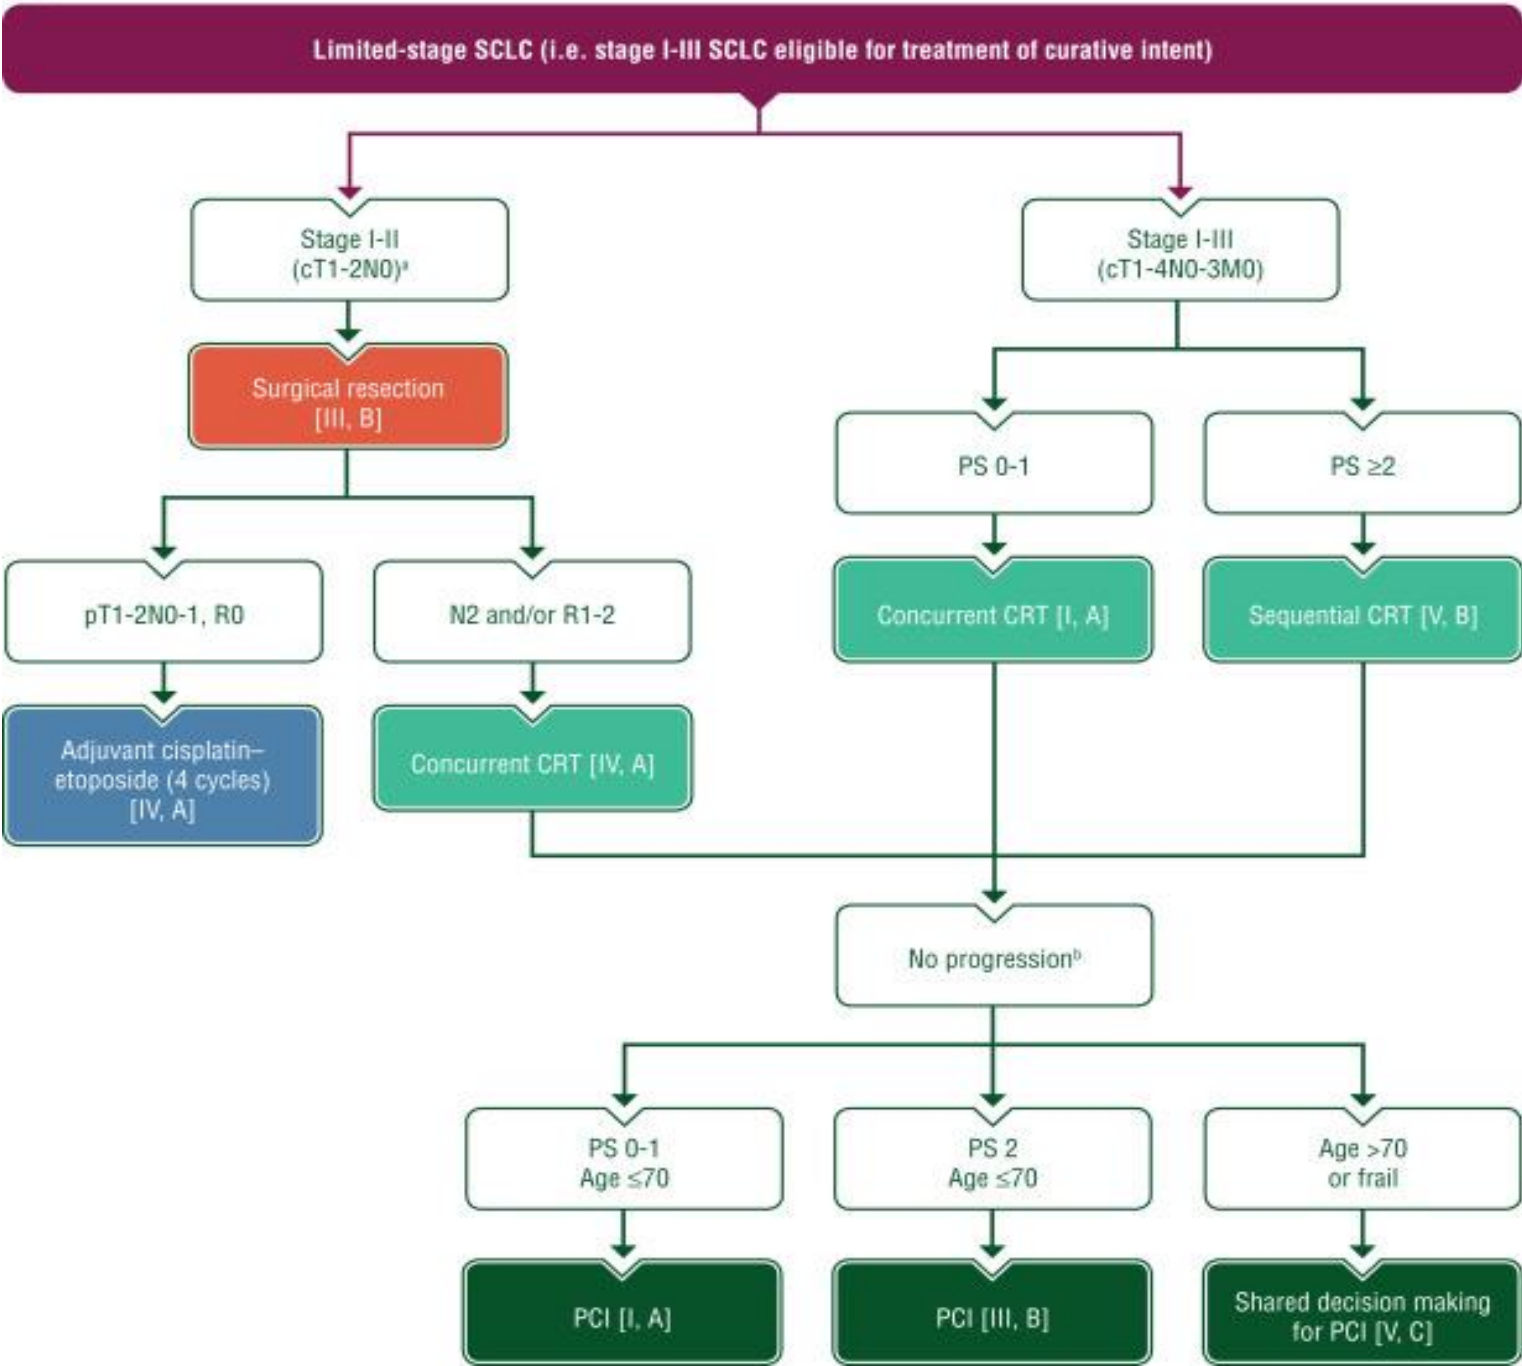 Limited-stage SCLC (i.e. stage I-III SCLC eligible for treatment of curative intent)
Stage I-II
(cT1-2N0)ᵃ
Stage I-III
(cT1-4N0-3M0)
Surgical resection
[III, B]
PS 0-1
PS ≥2
pT1-2N0-1, R0
N2 and/or R1-2
Concurrent CRT [I, A]
Sequential CRT [V, B]
Adjuvant cisplatin–
etoposide (4 cycles)
[IV, A]
Concurrent CRT [IV, A]
No progressionᵇ
PS 0-1
Age ≤70
PS 2
Age ≤70
Age >70
or frail
PCI [I, A]
PCI [III, B]
Shared decision making
for PCI [V, C]